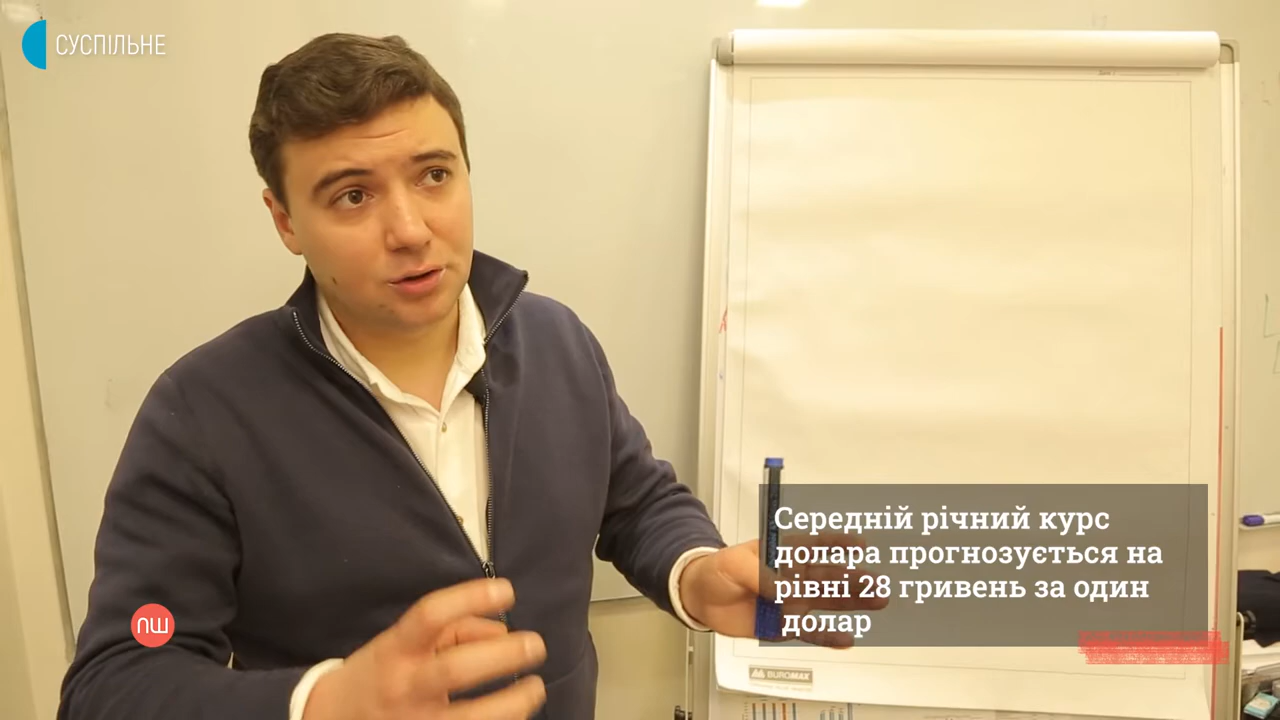 СУСПІЛЬНЕ
Середній річний курс
долара прогнозується на
рівні 28 гривень за один
долар
ПШ
BUROMAX